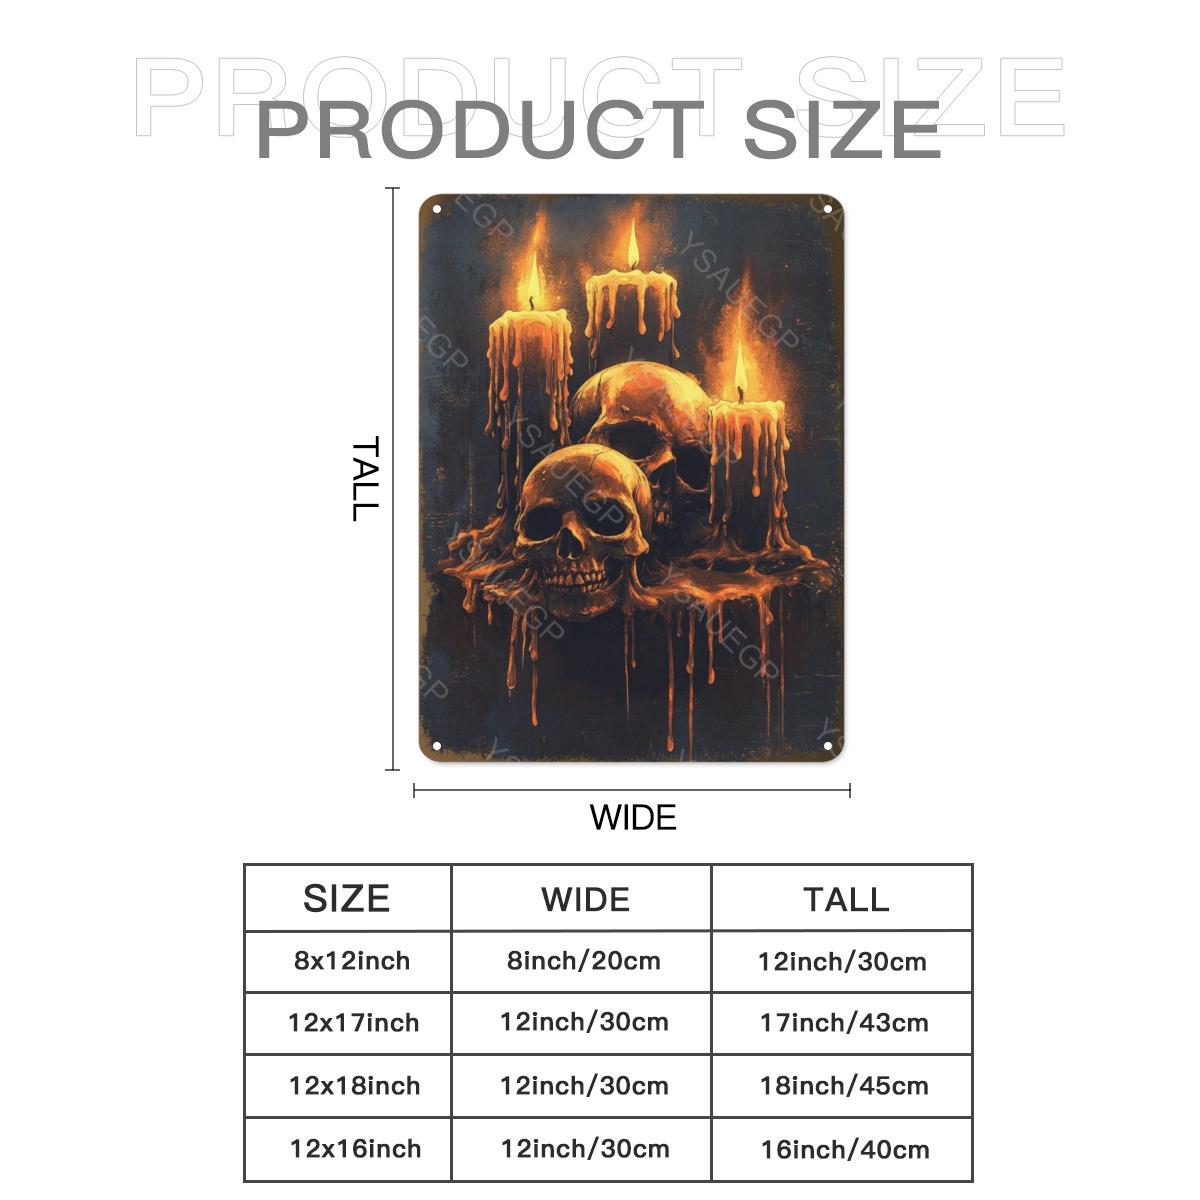 PRODUCT SIZE
PRODUCT SIZE
TALL
YSAUEGP
YSAUEGP
YSAUEGP
YSAUEGP
WIDE
SIZE WIDE TALL
8x12inch 8inch/20cm 12inch/30cm
12x17inch 12inch/30cm 17inch/43cm
12x18inch 12inch/30cm 18inch/45cm
12x16inch 12inch/30cm 16inch/40cm